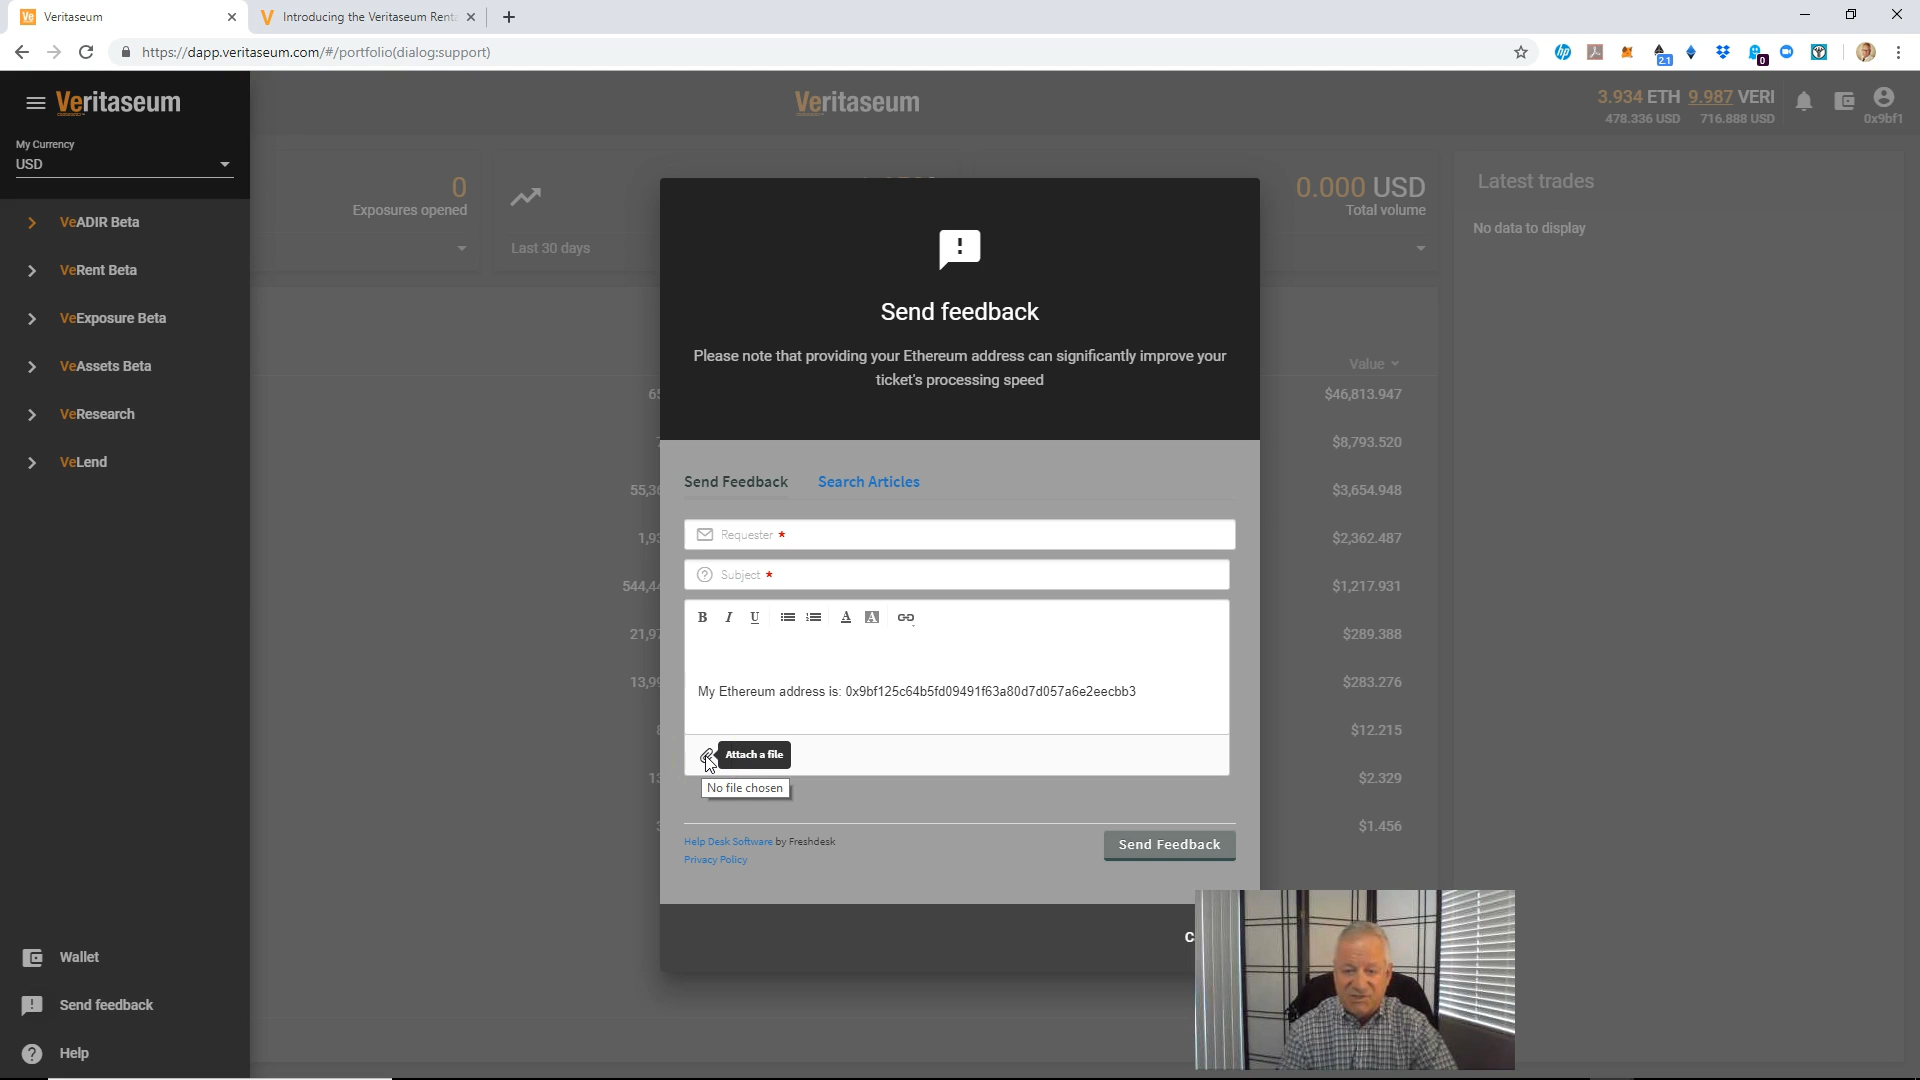 Veritaseum
Introducing the Veritaseum Rent
https://dapp.veritaseum.com/#/portfolio(dialog:support)
2.1
0
Veritaseum
My Currency
USD
VeADIR Beta
VeRent Beta
VeExposure Beta
VeAssets Beta
VeResearch
VeLend
Wallet
Send feedback
Help
Veritaseum
3.934 ETH 9.987 VERI
478.336 USD 716.888 USD
0x9bf1
0
Exposures opened
Last 30 days
0.000 USD
Total volume
Latest trades
No data to display
Value
$46,813.947
$8,793.520
$3,654.948
$2,362.487
$1,217.931
$289.388
$283.276
$12.215
$2.329
$1.456
Send feedback
Please note that providing your Ethereum address can significantly improve your
ticket's processing speed
Send Feedback Search Articles
Requester *
Subject *
B I U A A
My Ethereum address is: 0x9bf125c64b5fd09491f63a80d7d057a6e2eecbb3
Attach a file
No file chosen
Help Desk Software by Freshdesk
Privacy Policy
Send Feedback